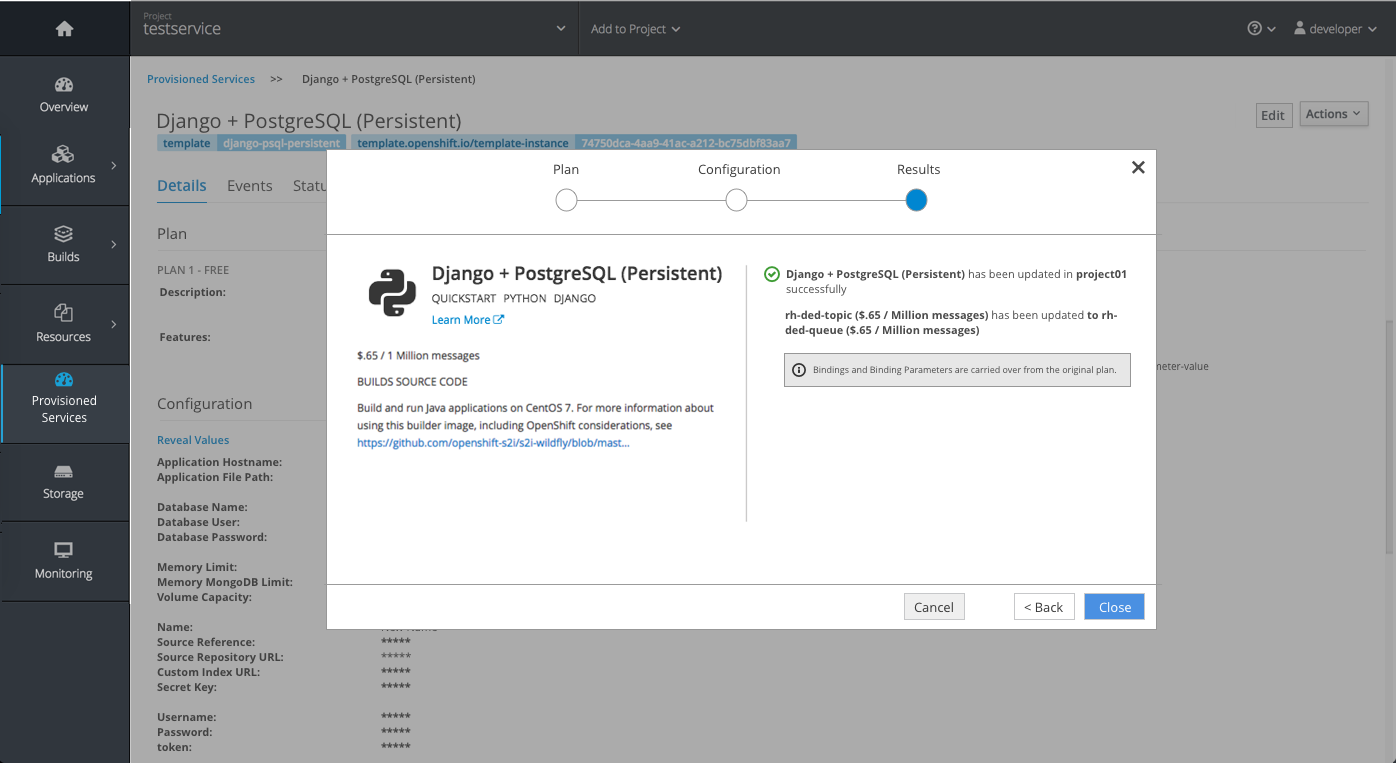 Project
testservice
Add to Project
developer
Overview
Applications
Builds
Resources
Provisioned
Services
Storage
Monitoring
Provisioned Services >> Django + PostgreSQL (Persistent)
Django + PostgreSQL (Persistent)
Edit
Actions
template django-psql-persistent template.openshift.io/template-instance 74750dca-4aa9-41ac-a212-bc75dbf83aa7
Details Events Statu
Plan
PLAN 1 - FREE
Description:
Features:
meter-value
Configuration
Reveal Values
Application Hostname:
Application File Path:
Database Name:
Database User:
Database Password:
Memory Limit:
Memory MongoDB Limit:
Volume Capacity:
Name:
Source Reference: *****
Source Repository URL: *****
Custom Index URL: *****
Secret Key: *****
Username: *****
Password: *****
token: *****
Plan Configuration Results
Django + PostgreSQL (Persistent)
QUICKSTART PYTHON DJANGO
Learn More
$.65 / 1 Million messages
BUILDS SOURCE CODE
Build and run Java applications on CentOS 7. For more information about
using this builder image, including OpenShift considerations, see
https://github.com/openshift-s2i/s2i-wildfly/blob/mast...
Django + PostgreSQL (Persistent) has been updated in project01
successfully
rh-ded-topic ($.65 / Million messages) has been updated to rh-
ded-queue ($.65 / Million messages)
Bindings and Binding Parameters are carried over from the original plan.
Cancel
< Back
Close